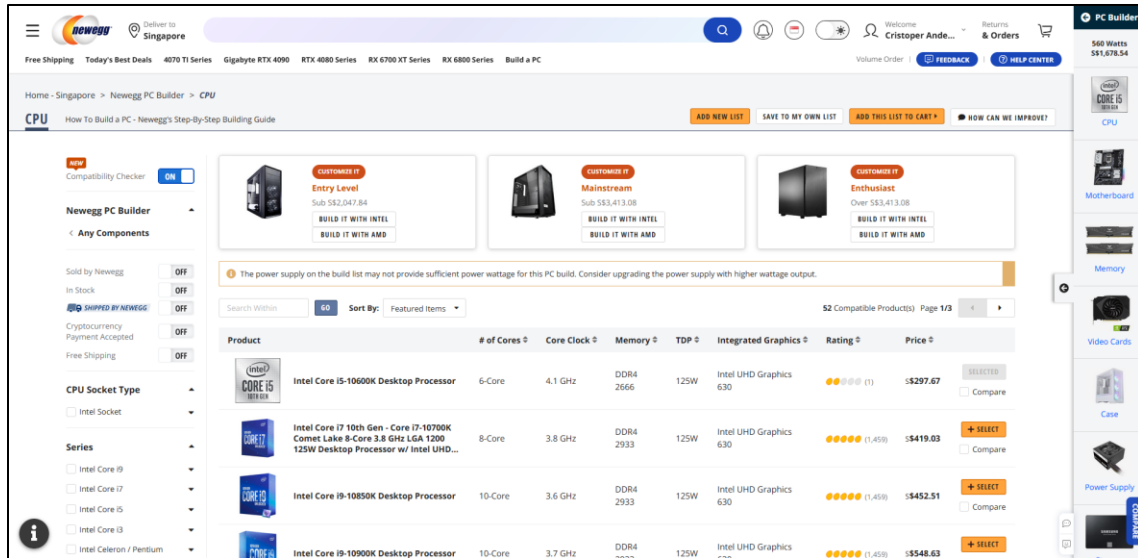 newegg
Deliver to
Singapore
Welcome
Cristoper Ande...
Returns
& Orders
Free Shipping Today's Best Deals 4070 TI Series Gigabyte RTX 4090 RTX 4080 Series RX 6700 XT Series RX 6800 Series Build a PC
Volume Order FEEDBACK HELP CENTER
Home - Singapore > Newegg PC Builder > CPU
CPU How To Build a PC - Newegg's Step-By-Step Building Guide
ADD NEW LIST SAVE TO MY OWN LIST ADD THIS LIST TO CART HOW CAN WE IMPROVE?
NEW
Compatibility Checker ON
Newegg PC Builder
< Any Components
Sold by Newegg OFF
In Stock OFF
SHIPPED BY NEWEGG OFF
Cryptocurrency
Payment Accepted OFF
Free Shipping OFF
CPU Socket Type
Intel Socket
Series
Intel Core i9
Intel Core i7
Intel Core i5
Intel Core i3
Intel Celeron / Pentium
CUSTOMIZE IT
Entry Level
Sub S$2,047.84
BUILD IT WITH INTEL
BUILD IT WITH AMD
CUSTOMIZE IT
Mainstream
Sub S$3,413.08
BUILD IT WITH INTEL
BUILD IT WITH AMD
CUSTOMIZE IT
Enthusiast
Over S$3,413.08
BUILD IT WITH INTEL
BUILD IT WITH AMD
The power supply on the build list may not provide sufficient power wattage for this PC build. Consider upgrading the power supply with higher wattage output.
Search Within GO Sort By: Featured Items
52 Compatible Product(s) Page 1/3
Product # of Cores Core Clock Memory TDP Integrated Graphics Rating Price
intel
CORE i5
10TH GEN
Intel Core i5-10600K Desktop Processor 6-Core 4.1 GHz DDR4 2666 125W Intel UHD Graphics 630 (1) S$297.67
SELECTED
Compare
CORE i7
Intel Core i7 10th Gen - Core i7-10700K
Comet Lake 8-Core 3.8 GHz LGA 1200
125W Desktop Processor w/ Intel UHD...
8-Core 3.8 GHz DDR4 2933 125W Intel UHD Graphics 630 (1,459) S$419.03
+ SELECT
Compare
CORE i9
Intel Core i9-10850K Desktop Processor 10-Core 3.6 GHz DDR4 2933 125W Intel UHD Graphics 630 (1,459) S$452.51
+ SELECT
Compare
CORE i9
Intel Core i9-10900K Desktop Processor 10-Core 3.7 GHz DDR4 125W Intel UHD Graphics (1,459) S$548.63
+ SELECT
PC Builder
560 Watts
S$1,678.54
intel
CORE i5
10TH GEN
CPU
Motherboard
Memory
Video Cards
Case
Power Supply
COMPARE